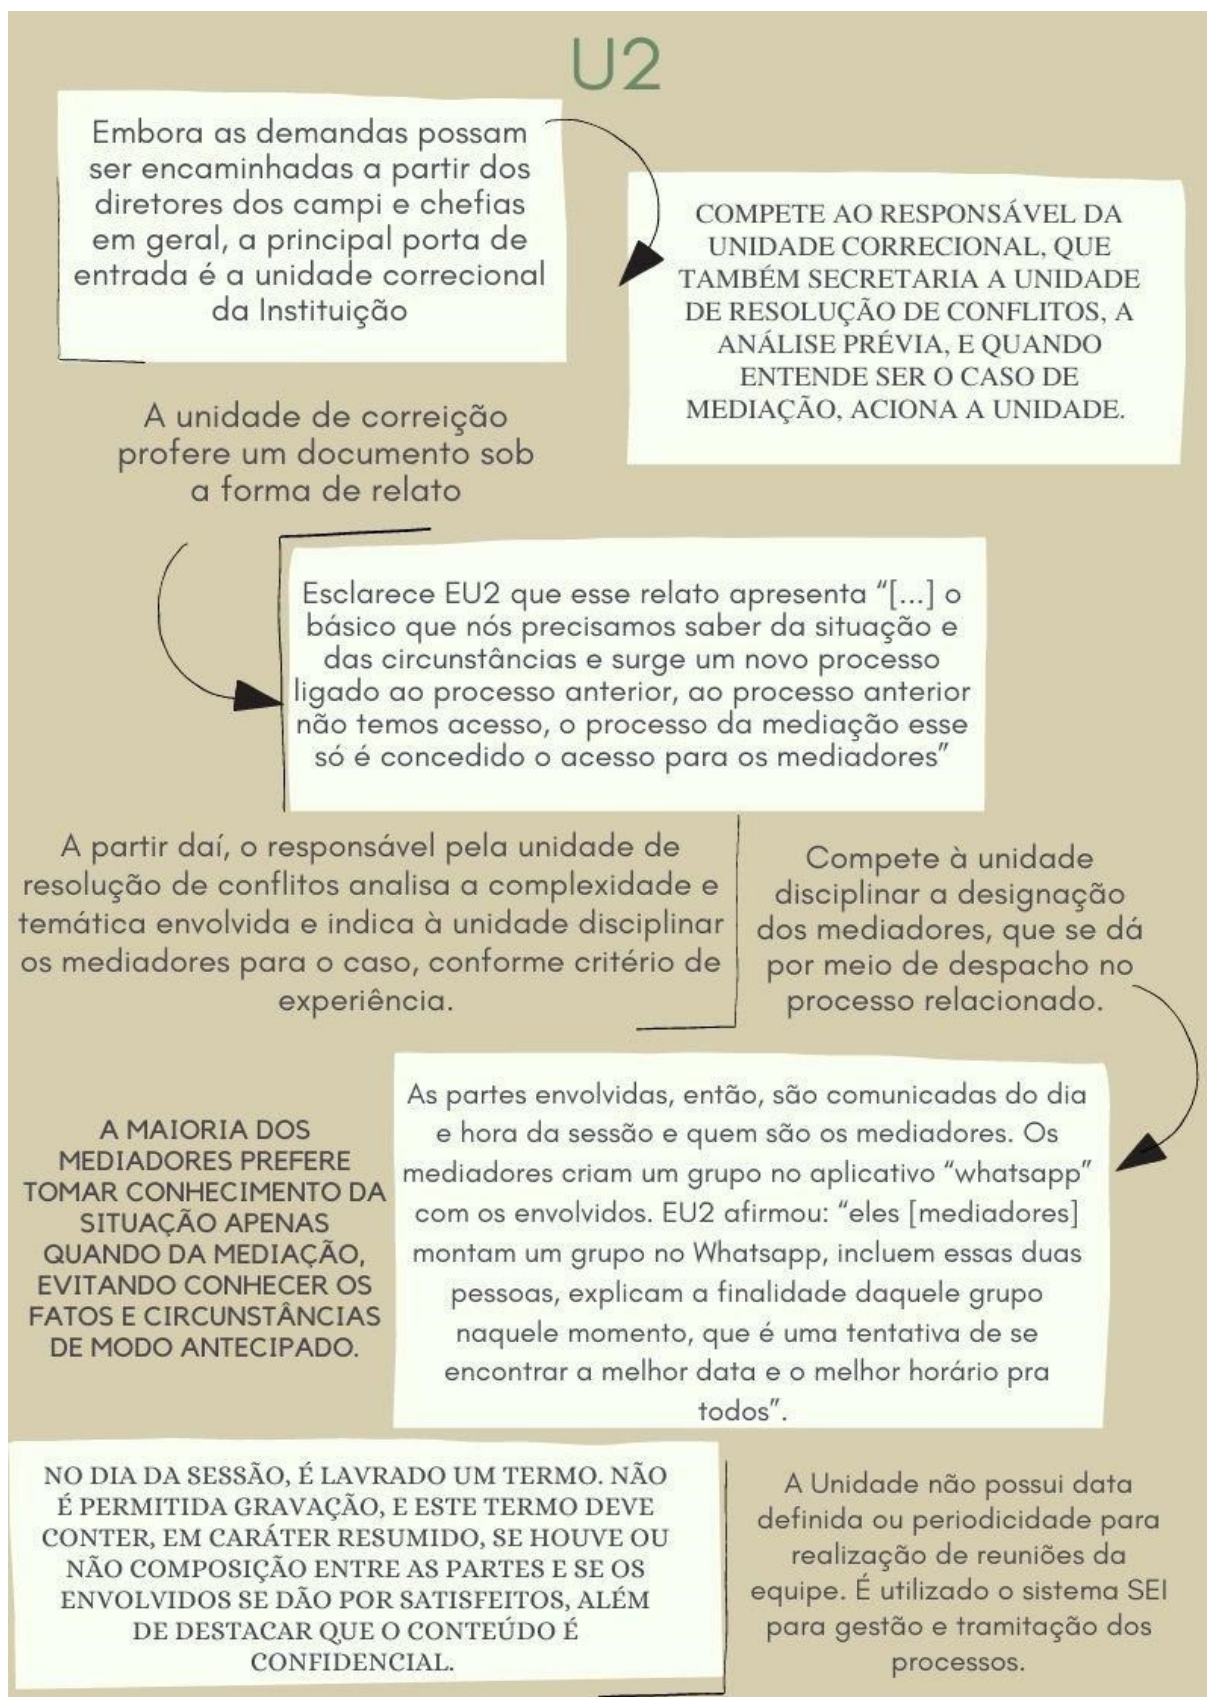 U2
Embora as demandas possam
ser encaminhadas a partir dos
diretores dos campi e chefias
em geral, a principal porta de
entrada é a unidade correcional
da Instituição
COMPETE AO RESPONSÁVEL DA
UNIDADE CORRECIONAL, QUE
TAMBÉM SECRETARIA A UNIDADE
DE RESOLUÇÃO DE CONFLITOS, A
ANÁLISE PRÉVIA, E QUANDO
ENTENDE SER O CASO DE
MEDIAÇÃO, ACIONA A UNIDADE.
A unidade de correição
profere um documento sob
a forma de relato
Esclarece EU2 que esse relato apresenta “[...] o
básico que nós precisamos saber da situação e
das circunstâncias e surge um novo processo
ligado ao processo anterior, ao processo anterior
não temos acesso, o processo da mediação esse
só é concedido o acesso para os mediadores”
A partir daí, o responsável pela unidade de
resolução de conflitos analisa a complexidade e
temática envolvida e indica à unidade disciplinar
os mediadores para o caso, conforme critério de
experiência.
Compete à unidade
disciplinar a designação
dos mediadores, que se dá
por meio de despacho no
processo relacionado.
A MAIORIA DOS
MEDIADORES PREFERE
TOMAR CONHECIMENTO DA
SITUAÇÃO APENAS
QUANDO DA MEDIAÇÃO,
EVITANDO CONHECER OS
FATOS E CIRCUNSTÂNCIAS
DE MODO ANTECIPADO.
As partes envolvidas, então, são comunicadas do dia
e hora da sessão e quem são os mediadores. Os
mediadores criam um grupo no aplicativo “whatsapp”
com os envolvidos. EU2 afirmou: “eles [mediadores]
montam um grupo no Whatsapp, incluem essas duas
pessoas, explicam a finalidade daquele grupo
naquele momento, que é uma tentativa de se
encontrar a melhor data e o melhor horário pra
todos”.
NO DIA DA SESSÃO, É LAVRADO UM TERMO. NÃO
É PERMITIDA GRAVAÇÃO, E ESTE TERMO DEVE
CONTER, EM CARÁTER RESUMIDO, SE HOUVE OU
NÃO COMPOSIÇÃO ENTRE AS PARTES E SE OS
ENVOLVIDOS SE DÃO POR SATISFEITOS, ALÉM
DE DESTACAR QUE O CONTEÚDO É
CONFIDENCIAL.
A Unidade não possui data
definida ou periodicidade para
realização de reuniões da
equipe. É utilizado o sistema SEI
para gestão e tramitação dos
processos.